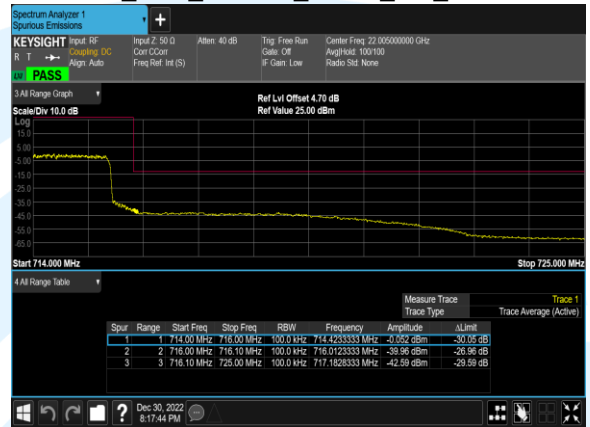 Spectrum Analyzer 1
Spurious Emissions
KEYSIGHT Input: RF Input Z: 50 Ω Atten: 40 dB Trig: Free Run Center Freq: 22.005000000 GHz
Coupling: DC Corr CCorr Gate: Off Avg|Hold: 100/100
R T Align: Auto Freq Ref: Int (S) IF Gain: Low Radio Std: None
PASS
3 All Range Graph
Ref Lvl Offset 4.70 dB
Scale/Div 10.0 dB Ref Value 25.00 dBm
Log
15.0
5.00
-5.00
-15.0
-25.0
-35.0
-45.0
-55.0
-65.0
Start 714.000 MHz Stop 725.000 MHz
4 All Range Table
Measure Trace Trace 1
Trace Type Trace Average (Active)
Spur Range Start Freq Stop Freq RBW Frequency Amplitude ΔLimit
1 1 714.00 MHz 716.00 MHz 100.0 kHz 714.4233333 MHz -0.052 dBm -30.05 dB
2 2 716.00 MHz 716.10 MHz 100.0 kHz 716.0123333 MHz -39.96 dBm -26.96 dB
3 3 716.10 MHz 725.00 MHz 100.0 kHz 717.1828333 MHz -42.59 dBm -29.59 dB
? Dec 30, 2022
8:17:44 PM